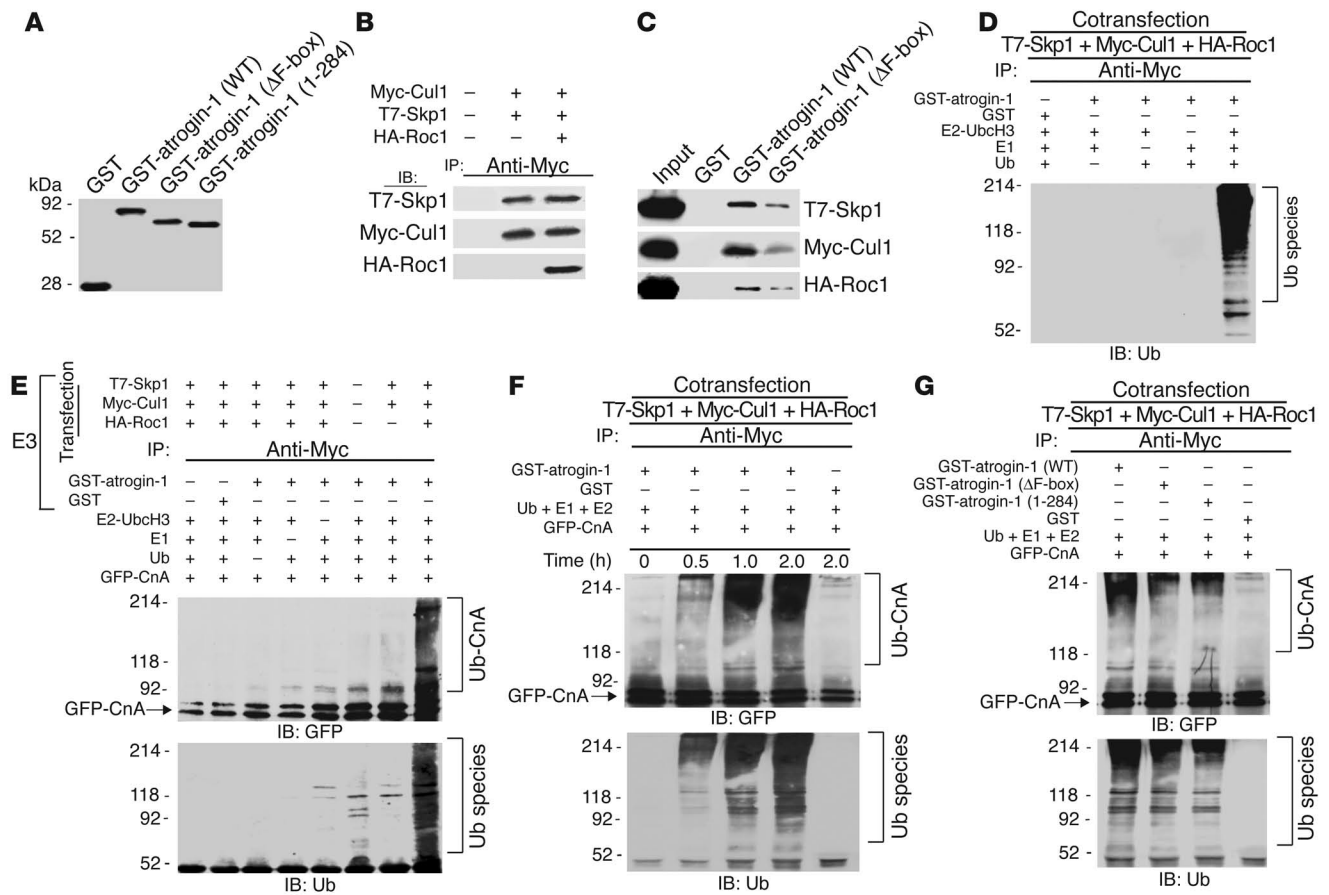 A
GST
GST-atrogin-1 (WT)
GST-atrogin-1 (ΔF-box)
GST-atrogin-1 (1-284)
kDa
92 -
52 -
28 -
B
Myc-Cul1 – + +
T7-Skp1 – + +
HA-Roc1 – – +
IP: Anti-Myc
IB:
T7-Skp1
Myc-Cul1
HA-Roc1
C
Input
GST
GST-atrogin-1 (WT)
GST-atrogin-1 (ΔF-box)
T7-Skp1
Myc-Cul1
HA-Roc1
D
Cotransfection
T7-Skp1 + Myc-Cul1 + HA-Roc1
IP: Anti-Myc
GST-atrogin-1 – + + + +
GST + – – – –
E2-UbcH3 + + + – +
E1 + + – + +
Ub + – + + +
214-
118 -
92-
52-
Ub species
IB: Ub
E
E3
Transfection
T7-Skp1 + + + + + – + +
Myc-Cul1 + + + + + – + +
HA-Roc1 + + + + + – – +
IP: Anti-Myc
GST-atrogin-1 – – + + + + + +
GST – + – – – – – –
E2-UbcH3 + + + + – + + +
E1 + + + – + + + +
Ub + + – + + + + +
GFP-CnA + + + + + + + +
214-
118 -
92-
GFP-CnA
Ub-CnA
IB: GFP
214 -
118 -
92 -
52 -
Ub species
IB: Ub
F
Cotransfection
T7-Skp1 + Myc-Cul1 + HA-Roc1
IP: Anti-Myc
GST-atrogin-1 + + + + –
GST – – – – +
Ub + E1 + E2 + + + + +
GFP-CnA + + + + +
Time (h) 0 0.5 1.0 2.0 2.0
214 -
118 -
92-
GFP-CnA
Ub-CnA
IB: GFP
214 -
118 -
92 -
52 -
Ub species
IB: Ub
G
Cotransfection
T7-Skp1 + Myc-Cul1 + HA-Roc1
IP: Anti-Myc
GST-atrogin-1 (WT) + – – –
GST-atrogin-1 (ΔF-box) – + – –
GST-atrogin-1 (1-284) – – + –
GST – – – +
Ub + E1 + E2 + + + +
GFP-CnA + + + +
214 -
118 -
92-
GFP-CnA
Ub-CnA
IB: GFP
214 -
118 -
92 -
52 -
Ub species
IB: Ub